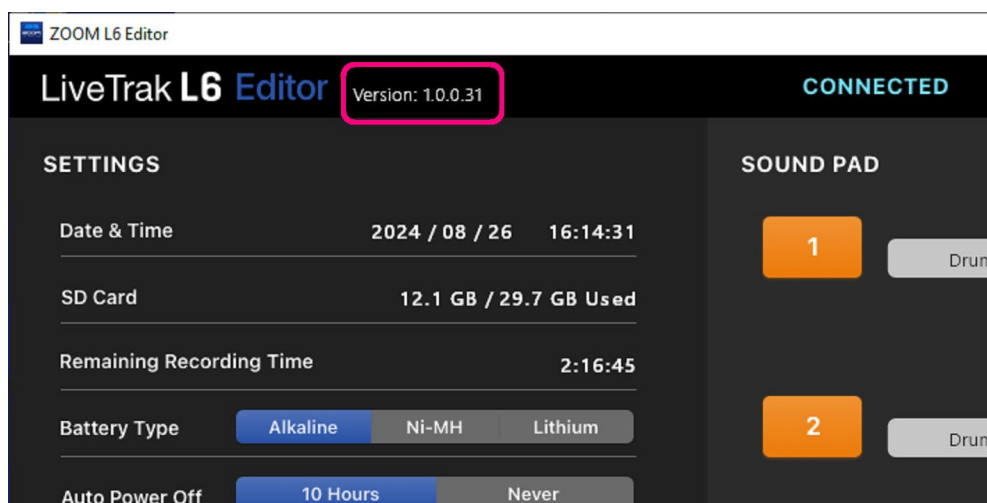 ZOOM L6 Editor
LiveTrak L6 Editor Version: 1.0.0.31 CONNECTED
SETTINGS
Date & Time 2024 / 08 / 26 16:14:31
SD Card 12.1 GB / 29.7 GB Used
Remaining Recording Time 2:16:45
Battery Type Alkaline Ni-MH Lithium
Auto Power Off 10 Hours Never
SOUND PAD
1 Drum
2 Drum